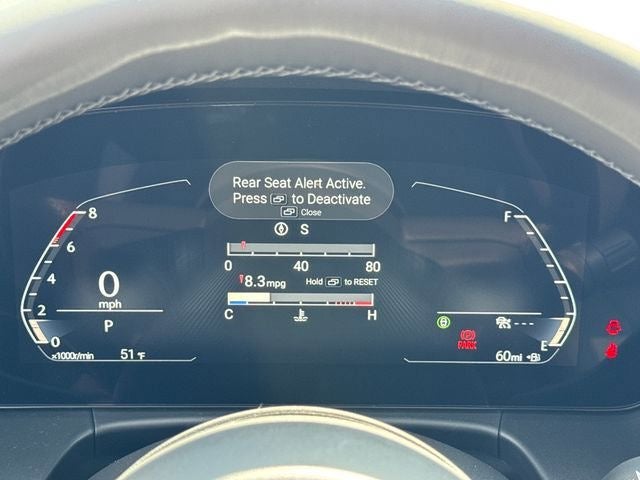 Rear Seat Alert Active.
Press to Deactivate
Close
S
8
6
4
2
0
x1000r/min
0
mph
P
51°F
0 40 80
8.3mpg
Hold to RESET
C H
F
E
PARK
60mi